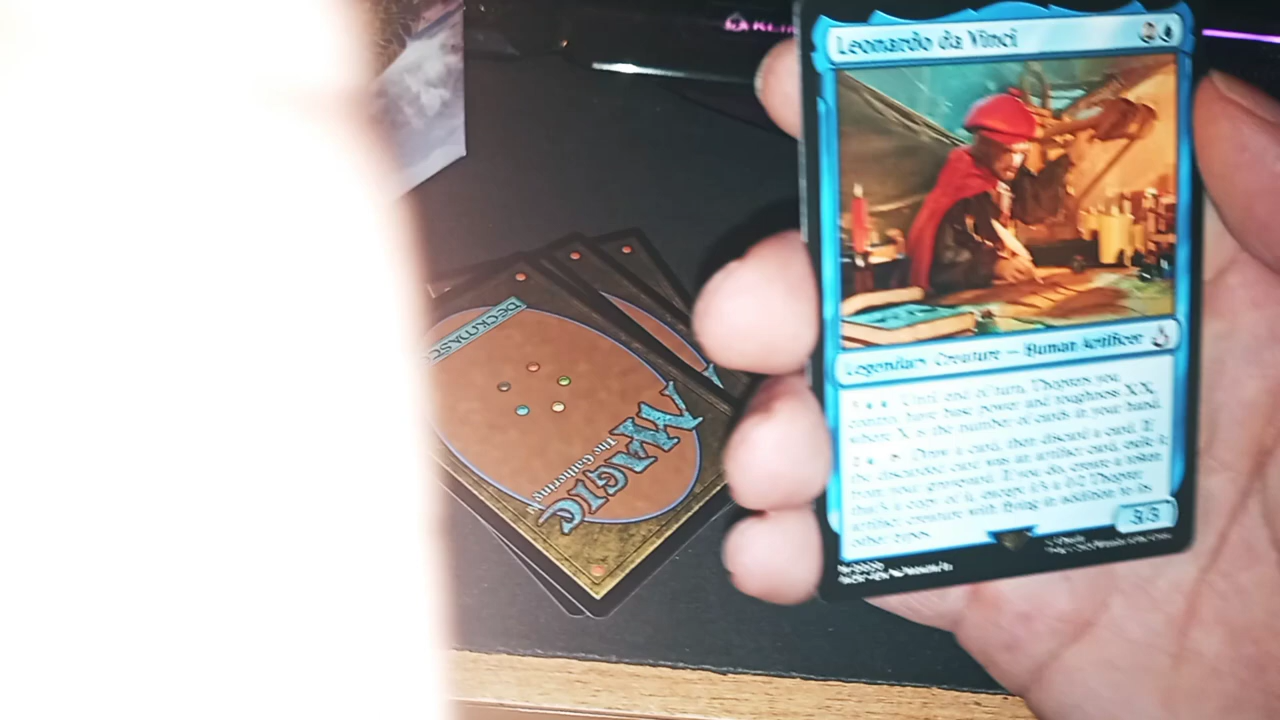 Leonardo da Vinci
2
Legendary Creature — Human Artificer
Until end of turn, Thopters you
control have base power and toughness X/X,
where X is the number of cards in your hand.
2 Draw a card, then discard a card. If
the discarded card was an artifact card, exile it
from your graveyard. If you do, create a token
that's a copy of it, except it's a 0/2 Thopter
artifact creature with flying in addition to its
other types.
3/3
DECKMAST
MAGIC
The Gathering